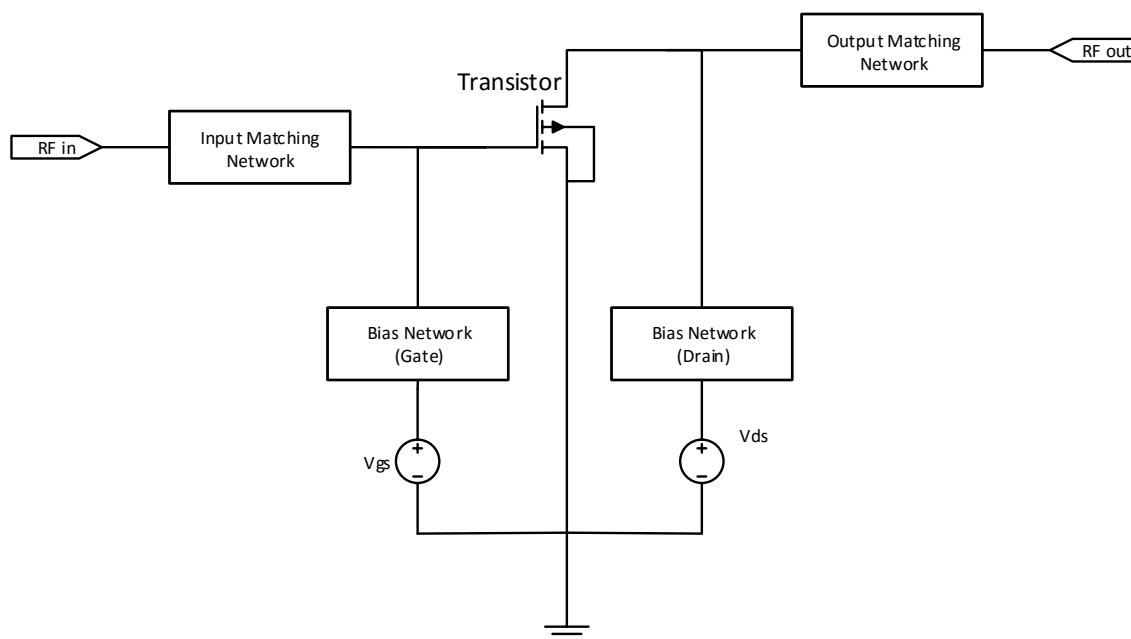 Output Matching
Network
RF out
Transistor
RF in
Input Matching
Network
Bias Network
(Gate)
Bias Network
(Drain)
+
−
Vgs
+
−
Vds